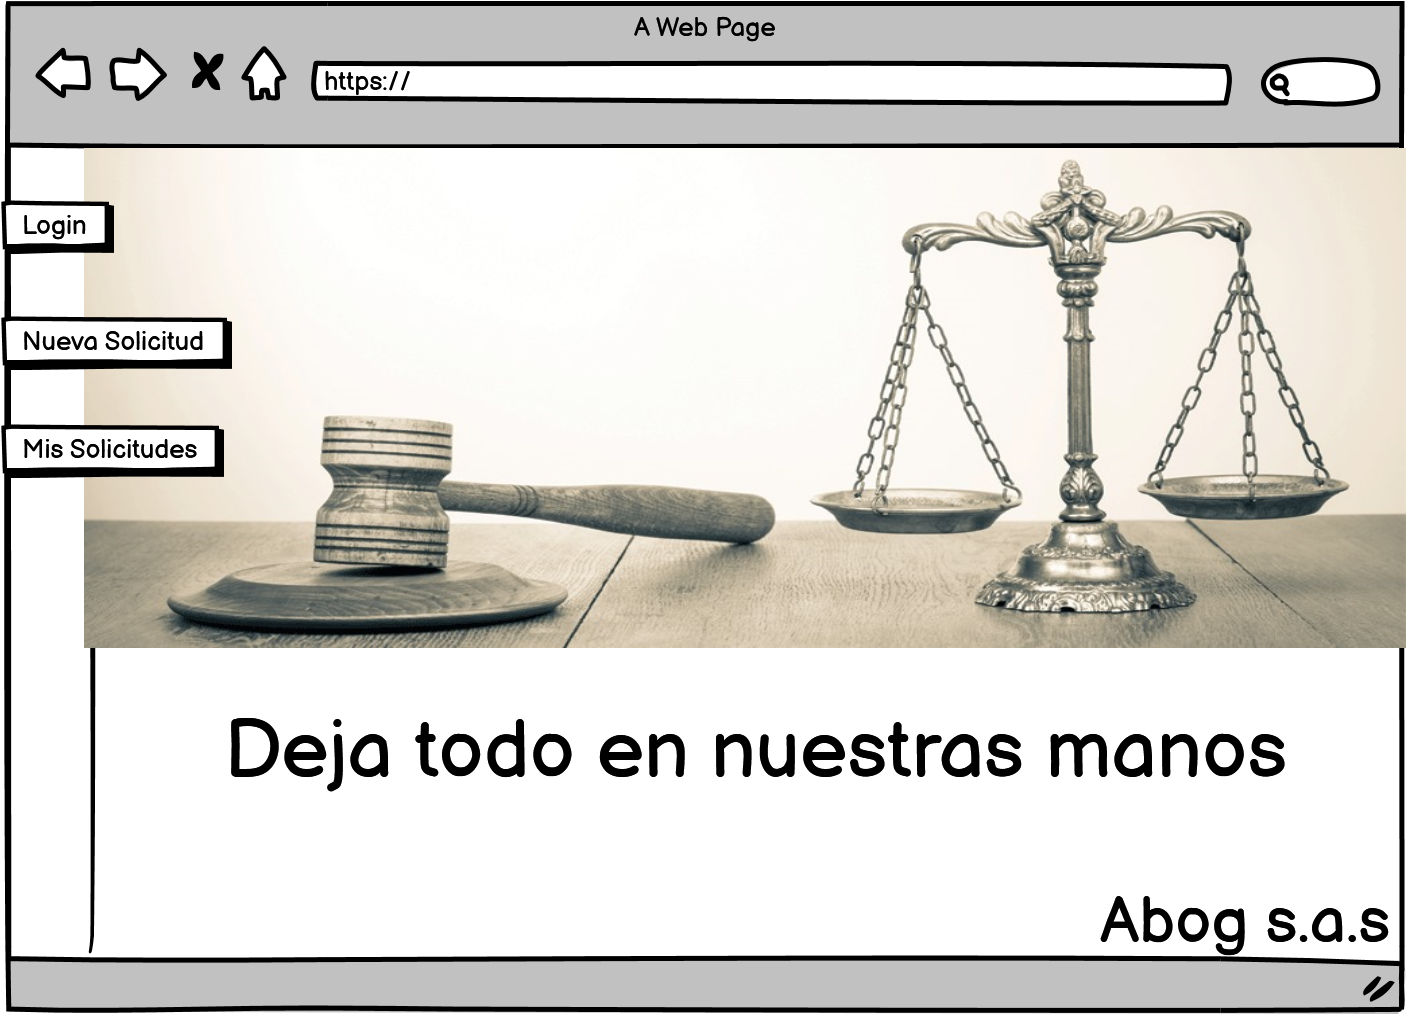 A Web Page
https://
Login
Nueva Solicitud
Mis Solicitudes
Deja todo en nuestras manos
Abog s.a.s